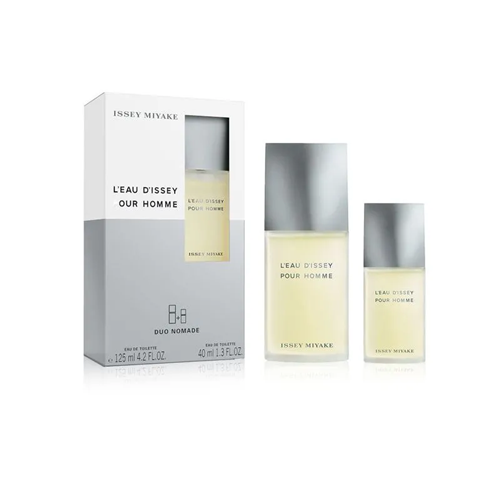 ISSEY MIYAKE
L'EAU D'ISSEY
OUR HOMME
L'EAU D'ISSEY
POUR HOMME
ISSEY MIYAKE
DUO NOMADE
EAU DE TOILETTE
125 ml 4.2 FL.OZ.
EAU DE TOILETTE
40 ml 1.3 FL.OZ.
L'EAU D'ISSEY
POUR HOMME
ISSEY MIYAKE
L'EAU D'ISSEY
POUR HOMME
ISSEY MIYAKE